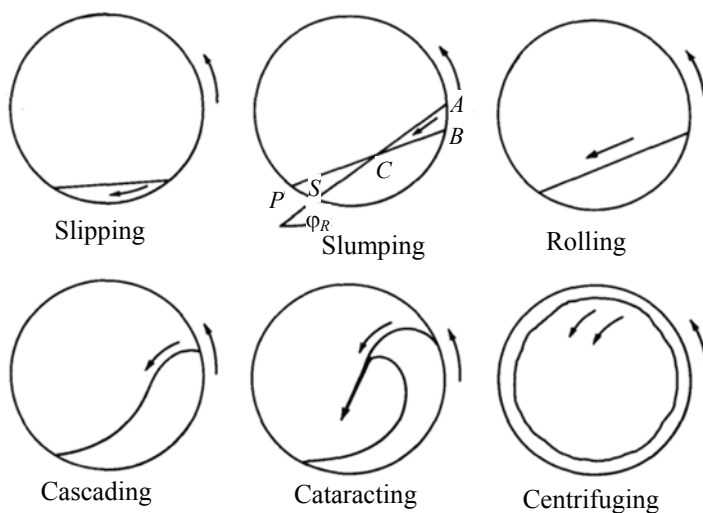 A
B
C
S
P
φR
Slipping
Slumping
Rolling
Cascading
Cataracting
Centrifuging